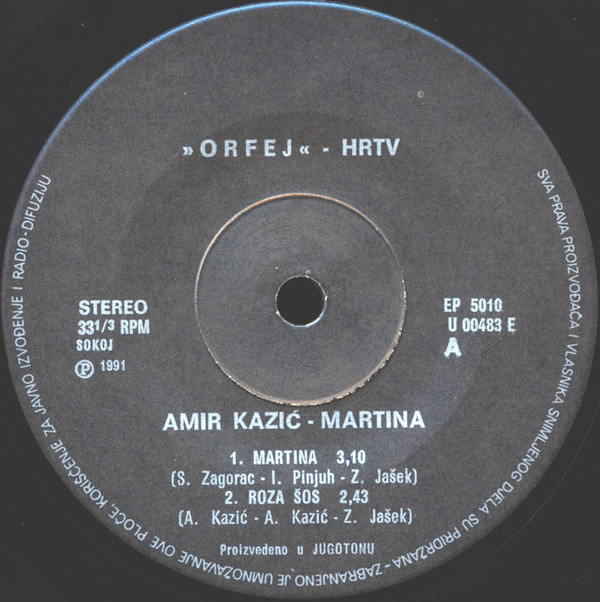 »ORFEJ« - HRTV
STEREO
33 1/3 RPM
SOKOJ
℗ 1991
EP 5010
U 00483 E
A
AMIR KAZIĆ - MARTINA
1. MARTINA 3,10
(S. Zagorac - I. Pinjuh - Z. Jašek)
2. ROZA ŠOS 2,43
(A. Kazić - A. Kazić - Z. Jašek)
Proizvedeno u JUGOTONU
SVA PRAVA PROIZVOĐAČA I VLASNIKA SNIMLJENOG DJELA SU PRIDRŽANA - ZABRANJENO JE UMNOŽAVANJE OVE PLOČE, KORIŠĆENJE ZA JAVNO IZVOĐENJE I RADIO-DIFUZIJU